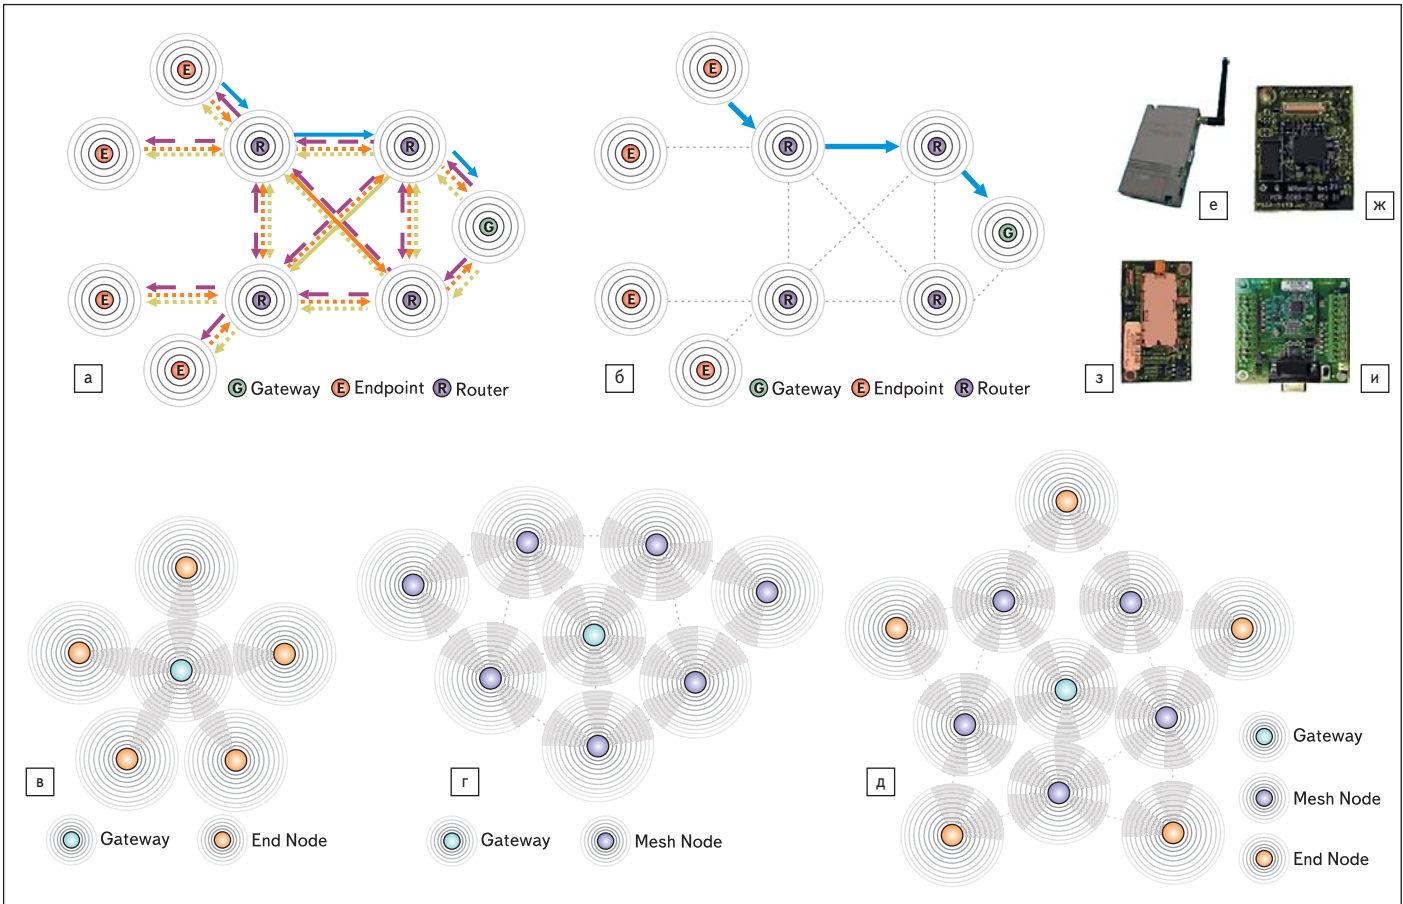 E
E
R
R
G
E
R
R
E
а
G Gateway E Endpoint R Router
E
E
R
R
G
E
R
R
E
б
G Gateway E Endpoint R Router
е
ж
з
и
в
Gateway
End Node
г
Gateway
Mesh Node
д
Gateway
Mesh Node
End Node